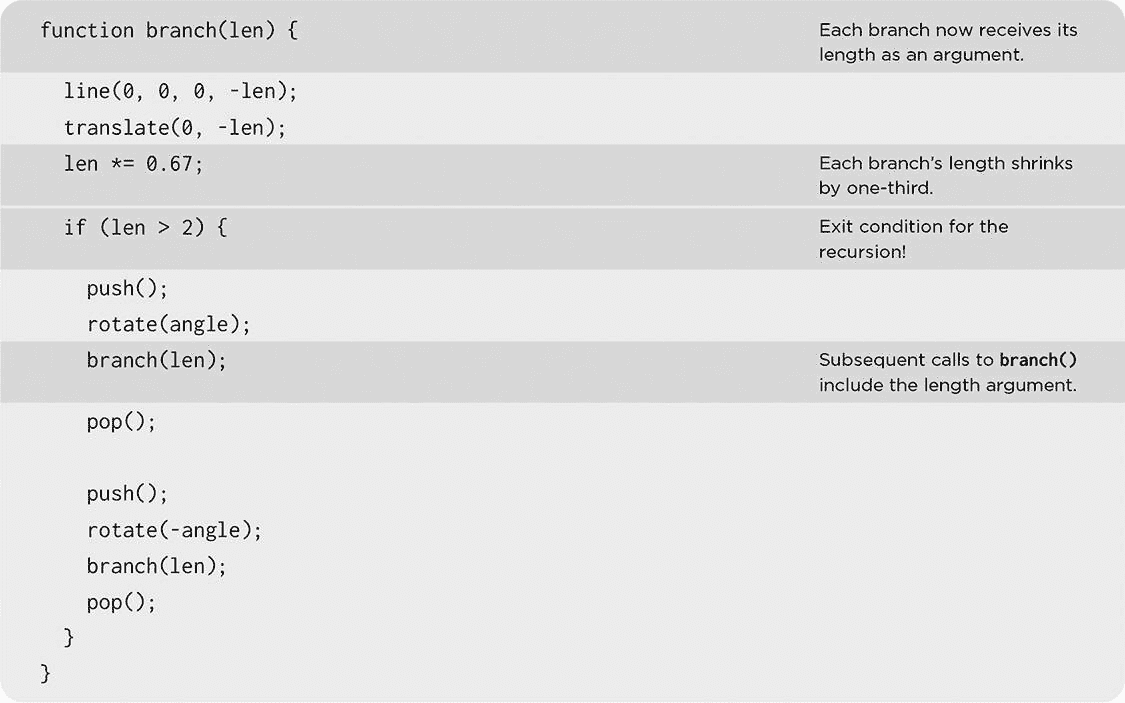 function branch(len) {
Each branch now receives its
length as an argument.
line(0, 0, 0, -len);
translate(0, -len);
len *= 0.67;
Each branch’s length shrinks
by one-third.
if (len > 2) {
Exit condition for the
recursion!
push();
rotate(angle);
branch(len);
Subsequent calls to branch()
include the length argument.
pop();
push();
rotate(-angle);
branch(len);
pop();
}
}